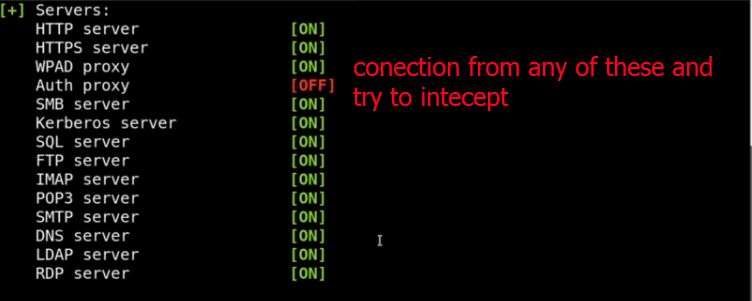 [+] Servers:
HTTP server [ON]
HTTPS server [ON]
WPAD proxy [ON]
Auth proxy [OFF]
SMB server [ON]
Kerberos server [ON]
SQL server [ON]
FTP server [ON]
IMAP server [ON]
POP3 server [ON]
SMTP server [ON]
DNS server [ON]
LDAP server [ON]
RDP server [ON]
conection from any of these and
try to intecept